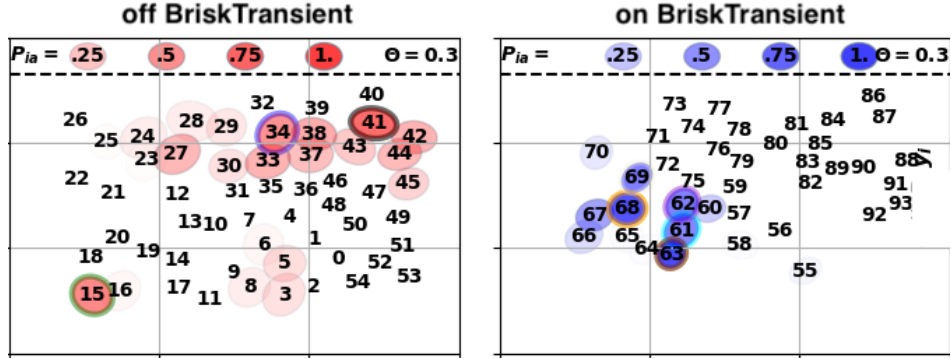 off BriskTransient
P_ia = .25 .5 .75 1. Θ = 0.3
40
32 39
26 28 41
25 24 29 34 38 42
23 27 43 44
30 33 37
22 46 45
21 12 31 35 36 47
48
13 10 7 4 50 49
20 6 1 51
18 19 14 5 0 52
9 53
15 16 17 8 3 2 54
11
on BriskTransient
P_ia = .25 .5 .75 1. Θ = 0.3
86
73 77 87
71 74 78 81 84
70 76 80 85
72 79 83 89 90 88 y_i
69 75 59 82 91
68 62 60 93
67 57 92
66 65 61 56
64 63 58
55